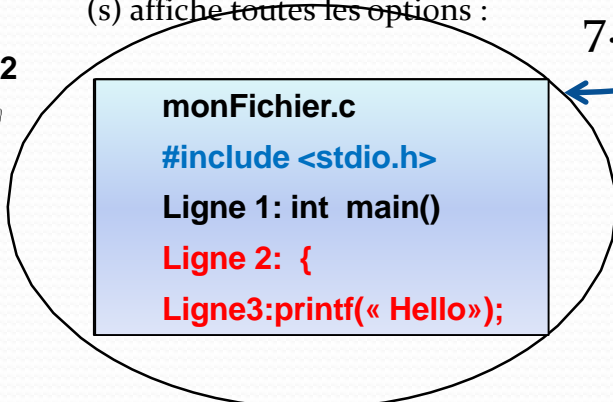 (s) affiche toutes les options :
7.
2
monFichier.c
#include <stdio.h>
Ligne 1: int main()
Ligne 2: {
Ligne3:printf(« Hello»);